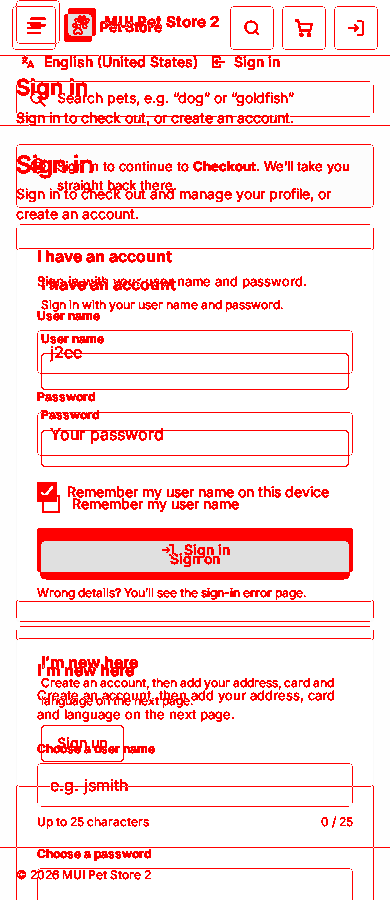 MUI Pet Store 2
Pet Store
English (United States)
Sign in
Sign in
Search pets, e.g. “dog” or “goldfish”
Sign in to check out, or create an account.
Sign in
Sign in to continue to Checkout. We’ll take you
straight back there.
Sign in to check out and manage your profile, or
create an account.
I have an account
Sign in with your user name and password.
I have an account
Sign in with your user name and password.
User name
User name
j2ee
Password
Password
Your password
Remember my user name on this device
Remember my user name
Sign in
Sign on
Wrong details? You’ll see the sign-in error page.
I’m new here
I’m new here
Create an account, then add your address, card and
language on the next page.
Create an account, then add your address, card
and language on the next page.
Sign up
Choose a user name
e.g. jsmith
Up to 25 characters
0 / 25
Choose a password
© 2026 MUI Pet Store 2